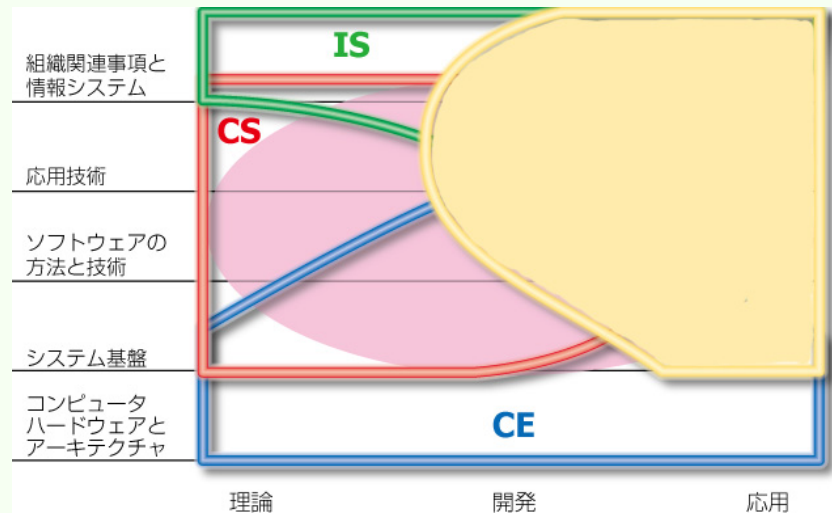 組織関連事項と
情報システム
IS
CS
応用技術
ソフトウェアの
方法と技術
システム基盤
コンピュータ
ハードウェアと
アーキテクチャ
CE
理論
開発
応用